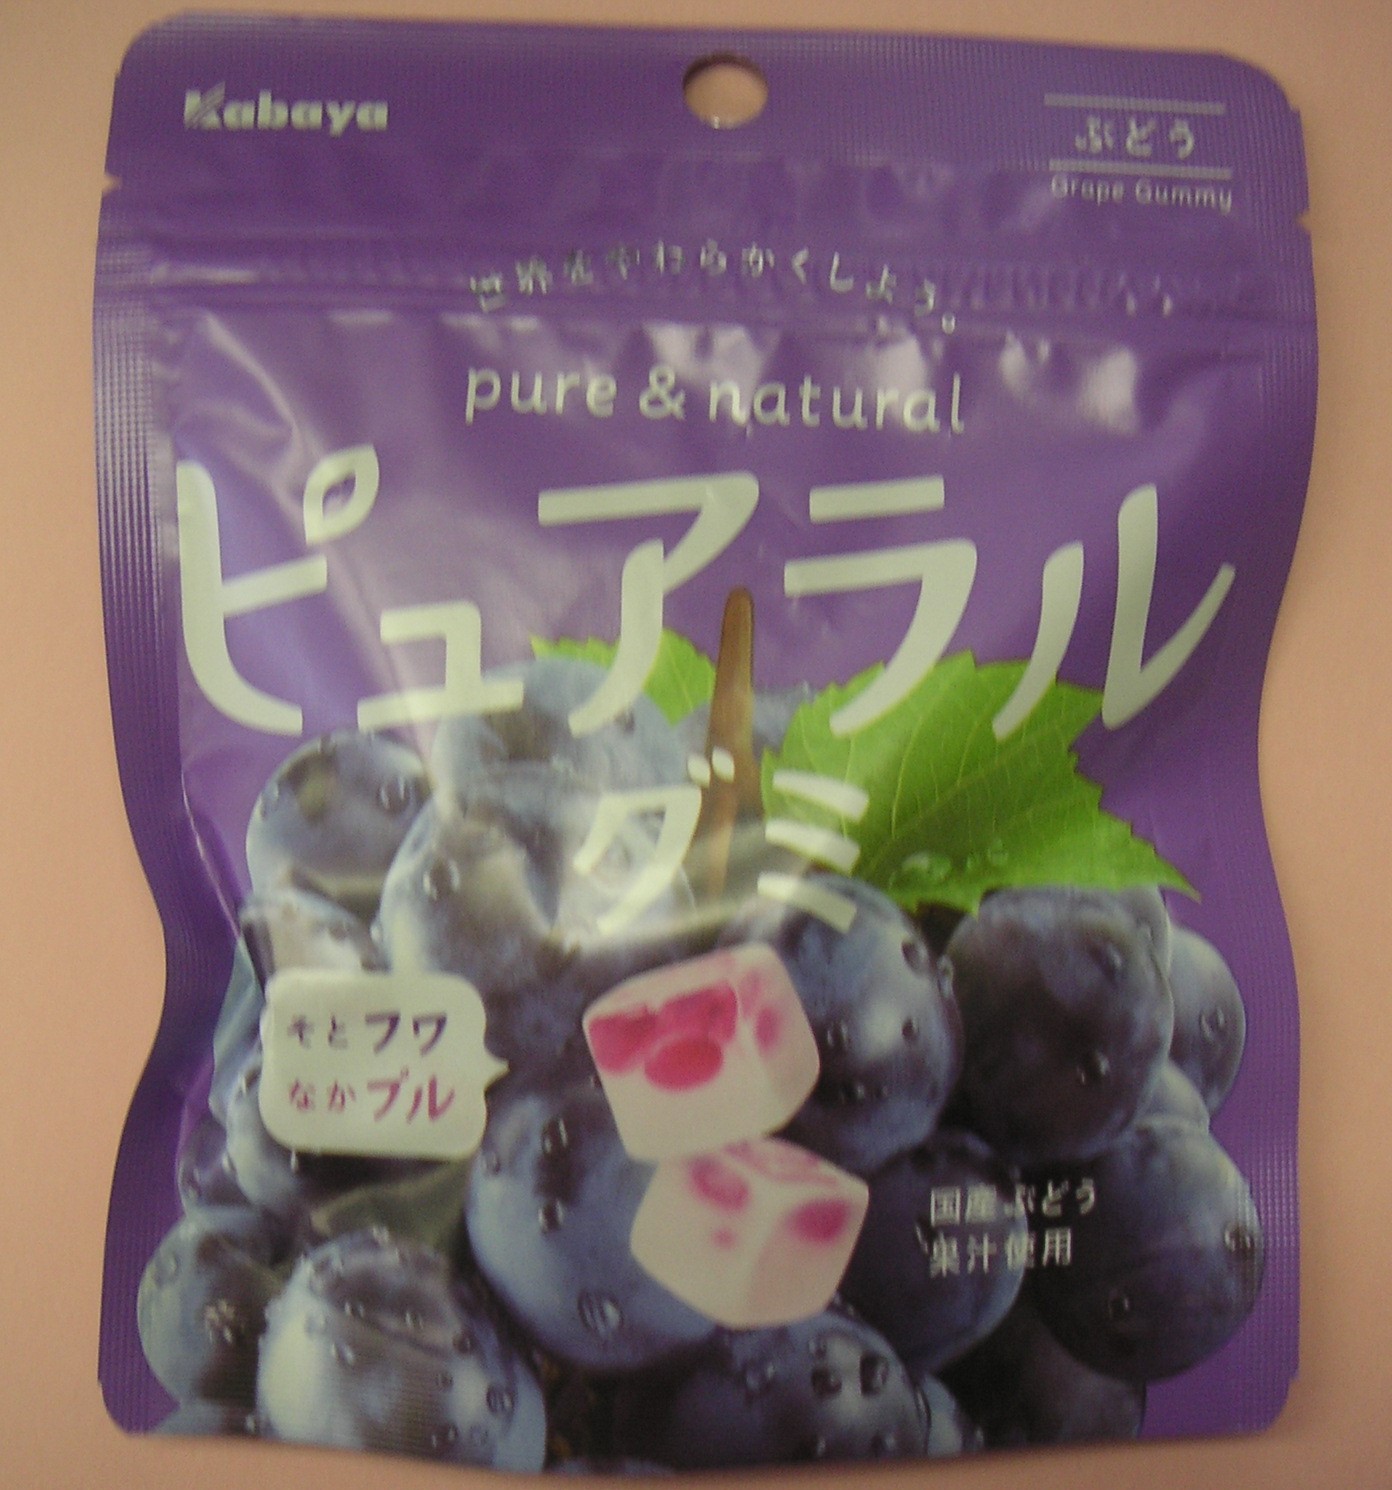 Kabaya
ぶどう
Grape Gummy
世界をやわらかくしよう。
pure & natural
ピュアラル
グミ
そとフワ
なかプル
国産ぶどう
果汁使用